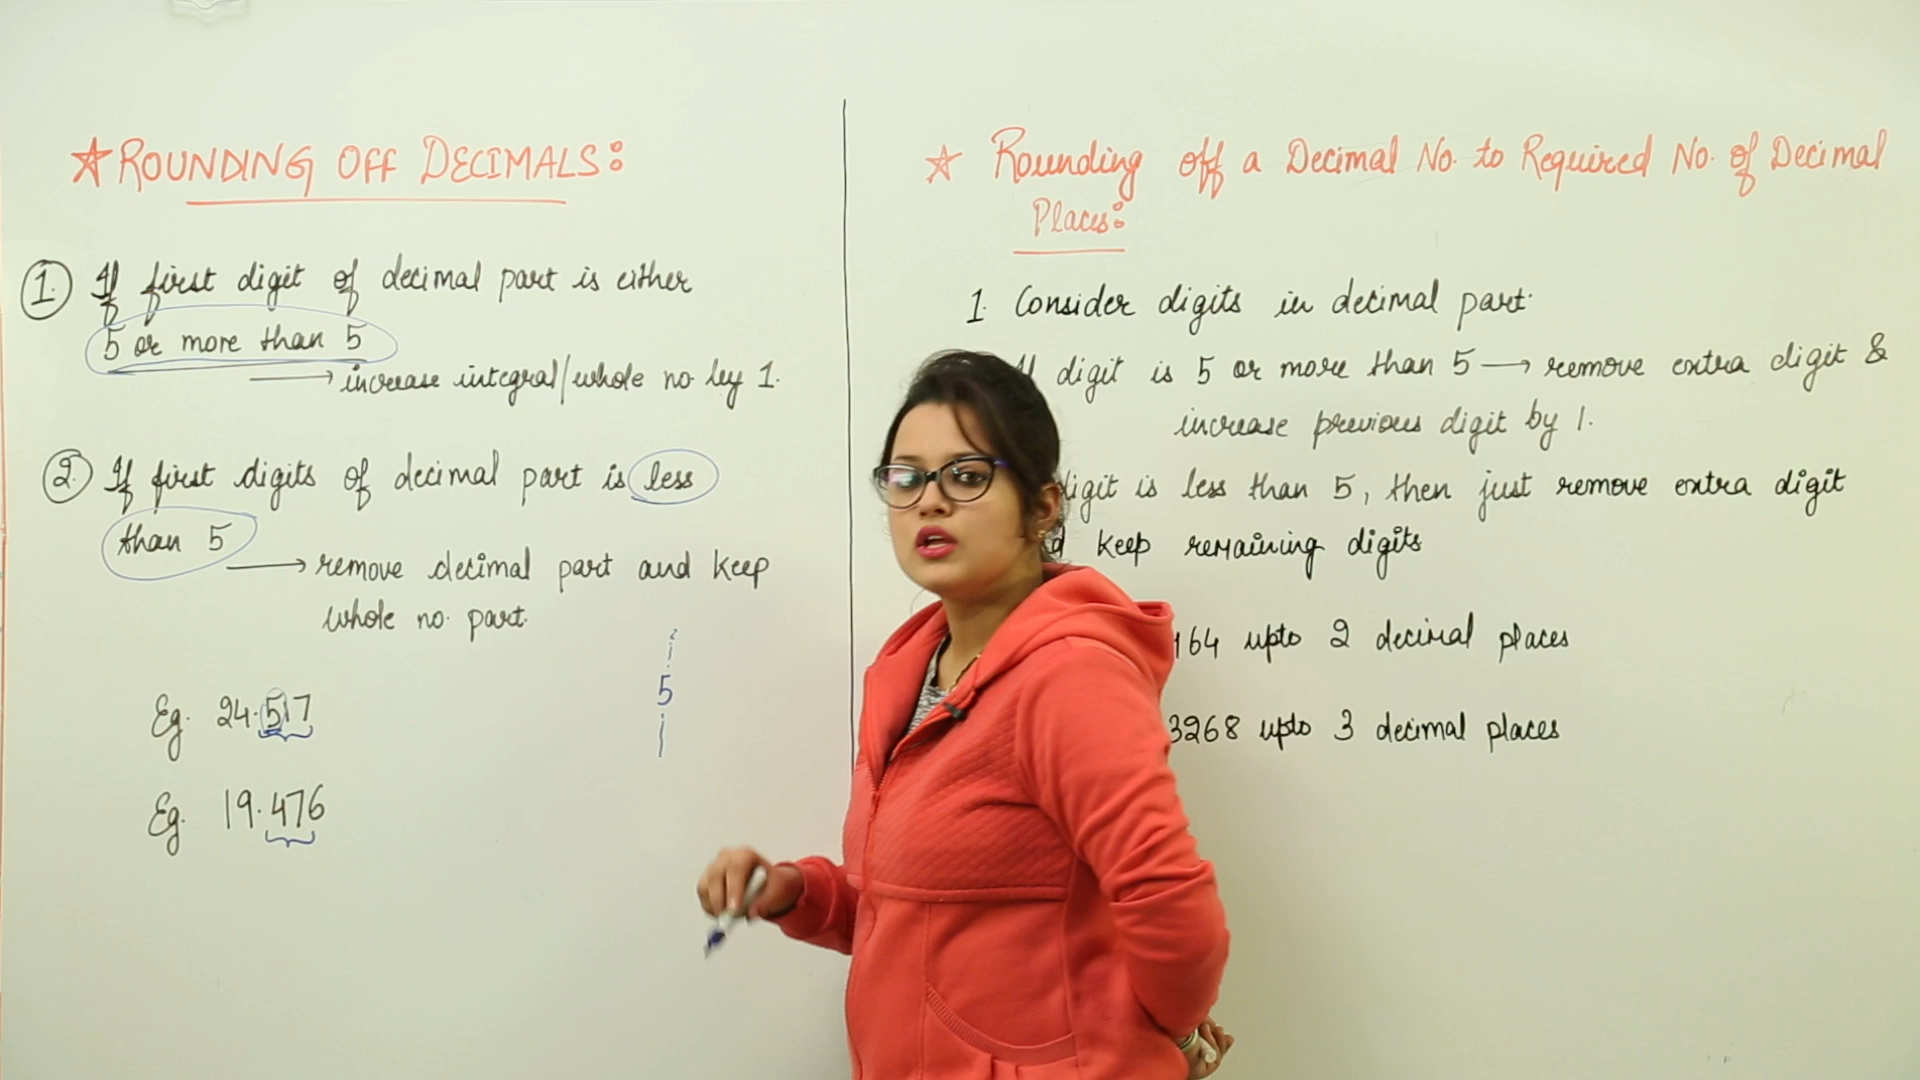 ☆ ROUNDING OFF DECIMALS:
1. If first digit of decimal part is either
5 or more than 5
→ increase integral/whole no. by 1.
2. If first digits of decimal part is less
than 5
→ remove decimal part and keep
whole no. part.
Eg. 24.517
Eg. 19.476
5
☆ Rounding off a Decimal No. to Required No. of Decimal
Places:
1. Consider digits in decimal part.
If digit is 5 or more than 5 → remove extra digit &
increase previous digit by 1.
digit is less than 5, then just remove extra digit
keep remaining digits
164 upto 2 decimal places
3268 upto 3 decimal places